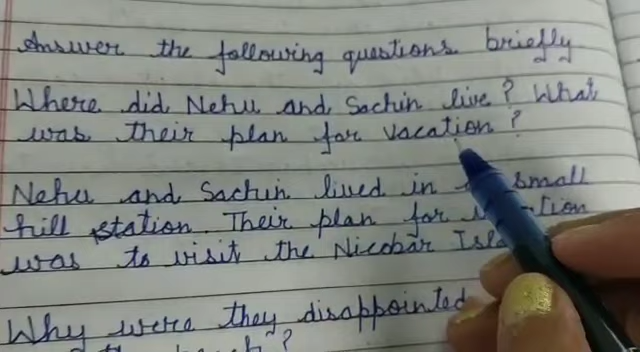 Answer the following questions briefly
Where did Nehu and Sachin live? What
was their plan for vacation?
Nehu and Sachin lived in small
hill station. Their plan for
was to visit the Nicobar
Why were they disappointed
?